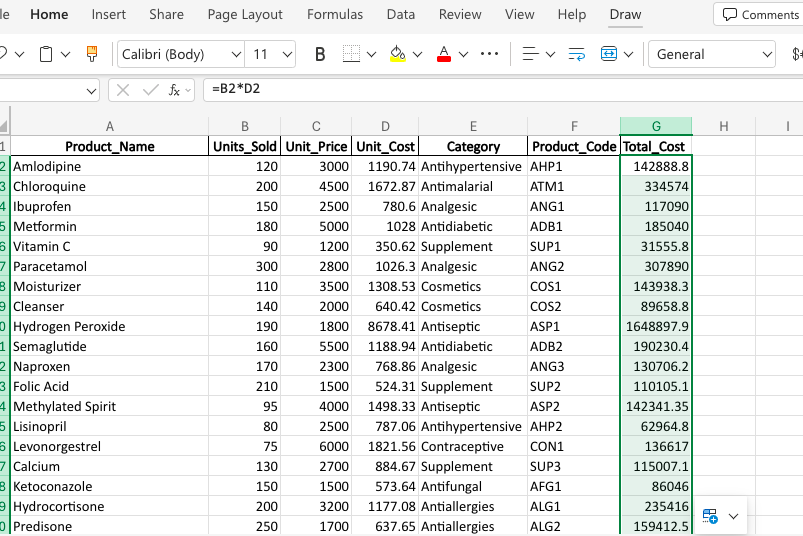 le Home Insert Share Page Layout Formulas Data Review View Help Draw Comments
Calibri (Body) 11 B A General $
fx =B2*D2
A B C D E F G H I
1 Product_Name Units_Sold Unit_Price Unit_Cost Category Product_Code Total_Cost
2 Amlodipine 120 3000 1190.74 Antihypertensive AHP1 142888.8
3 Chloroquine 200 4500 1672.87 Antimalarial ATM1 334574
4 Ibuprofen 150 2500 780.6 Analgesic ANG1 117090
5 Metformin 180 5000 1028 Antidiabetic ADB1 185040
6 Vitamin C 90 1200 350.62 Supplement SUP1 31555.8
7 Paracetamol 300 2800 1026.3 Analgesic ANG2 307890
8 Moisturizer 110 3500 1308.53 Cosmetics COS1 143938.3
9 Cleanser 140 2000 640.42 Cosmetics COS2 89658.8
0 Hydrogen Peroxide 190 1800 8678.41 Antiseptic ASP1 1648897.9
1 Semaglutide 160 5500 1188.94 Antidiabetic ADB2 190230.4
2 Naproxen 170 2300 768.86 Analgesic ANG3 130706.2
3 Folic Acid 210 1500 524.31 Supplement SUP2 110105.1
4 Methylated Spirit 95 4000 1498.33 Antiseptic ASP2 142341.35
5 Lisinopril 80 2500 787.06 Antihypertensive AHP2 62964.8
6 Levonorgestrel 75 6000 1821.56 Contraceptive CON1 136617
7 Calcium 130 2700 884.67 Supplement SUP3 115007.1
8 Ketoconazole 150 1500 573.64 Antifungal AFG1 86046
9 Hydrocortisone 200 3200 1177.08 Antiallergies ALG1 235416
0 Predisone 250 1700 637.65 Antiallergies ALG2 159412.5